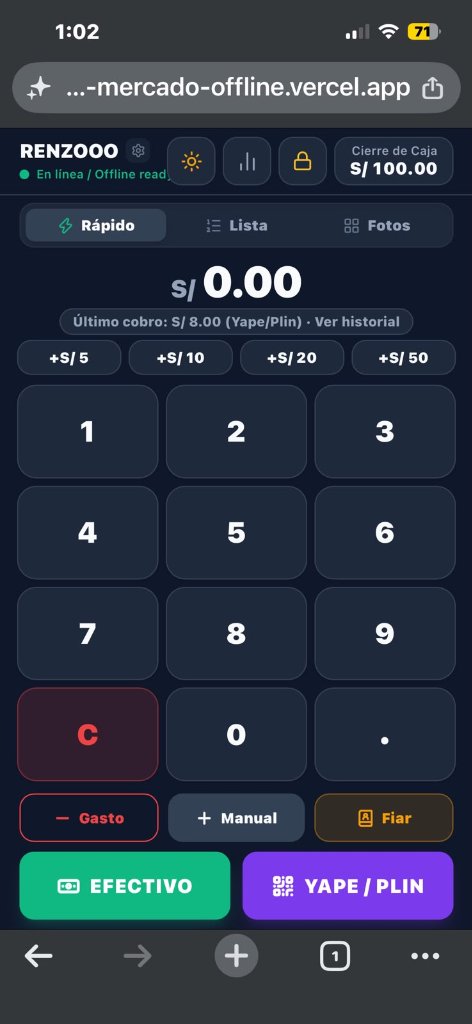 1:02
71
...-mercado-offline.vercel.app
RENZOOO
En línea / Offline ready
Cierre de Caja
S/ 100.00
Rápido
Lista
Fotos
S/ 0.00
Último cobro: S/ 8.00 (Yape/Plin) · Ver historial
+S/ 5
+S/ 10
+S/ 20
+S/ 50
1
2
3
4
5
6
7
8
9
C
0
.
— Gasto
+ Manual
Fiar
EFECTIVO
YAPE / PLIN
1